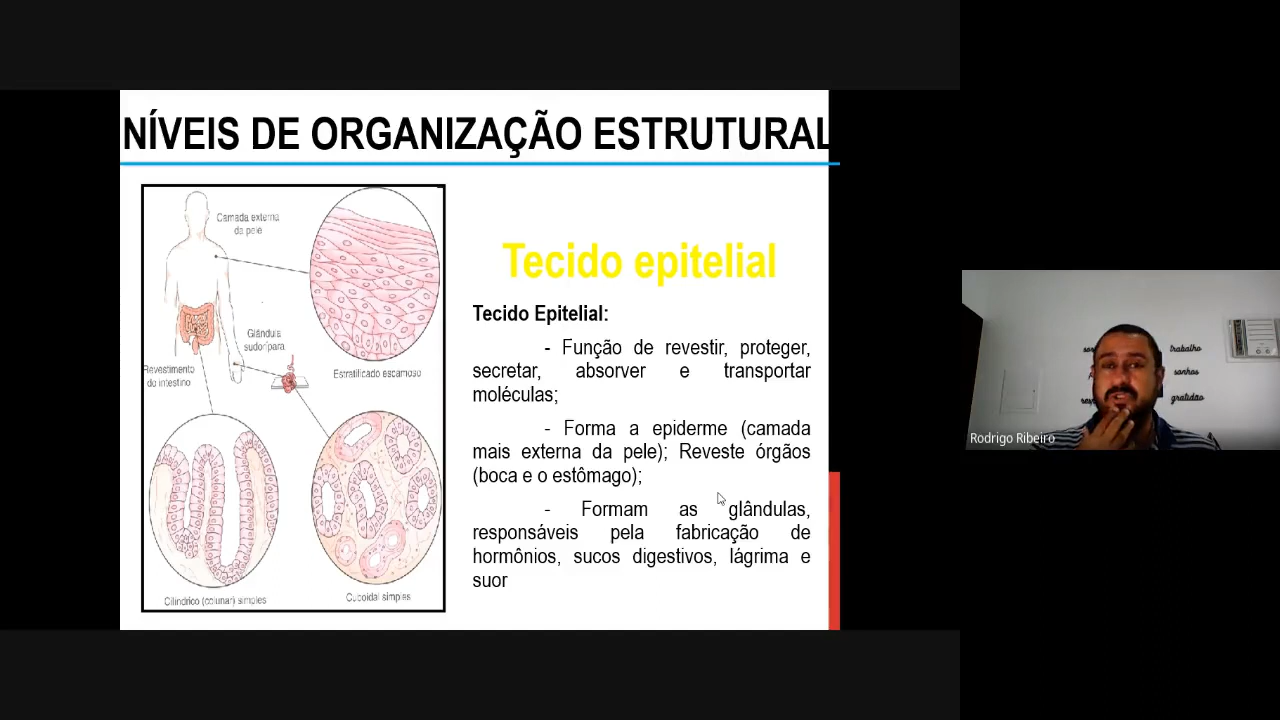 NÍVEIS DE ORGANIZAÇÃO ESTRUTURAL
Camada externa
da pele
Glândula
sudorípara
Revestimento
do intestino
Estratificado escamoso
Cilíndrico (colunar) simples
Cuboidal simples
Tecido epitelial
Tecido Epitelial:
- Função de revestir, proteger,
secretar, absorver e transportar
moléculas;
- Forma a epiderme (camada
mais externa da pele); Reveste órgãos
(boca e o estômago);
- Formam as glândulas,
responsáveis pela fabricação de
hormônios, sucos digestivos, lágrima e
suor
trabalho
sonhos
gratidão
Rodrigo Ribeiro